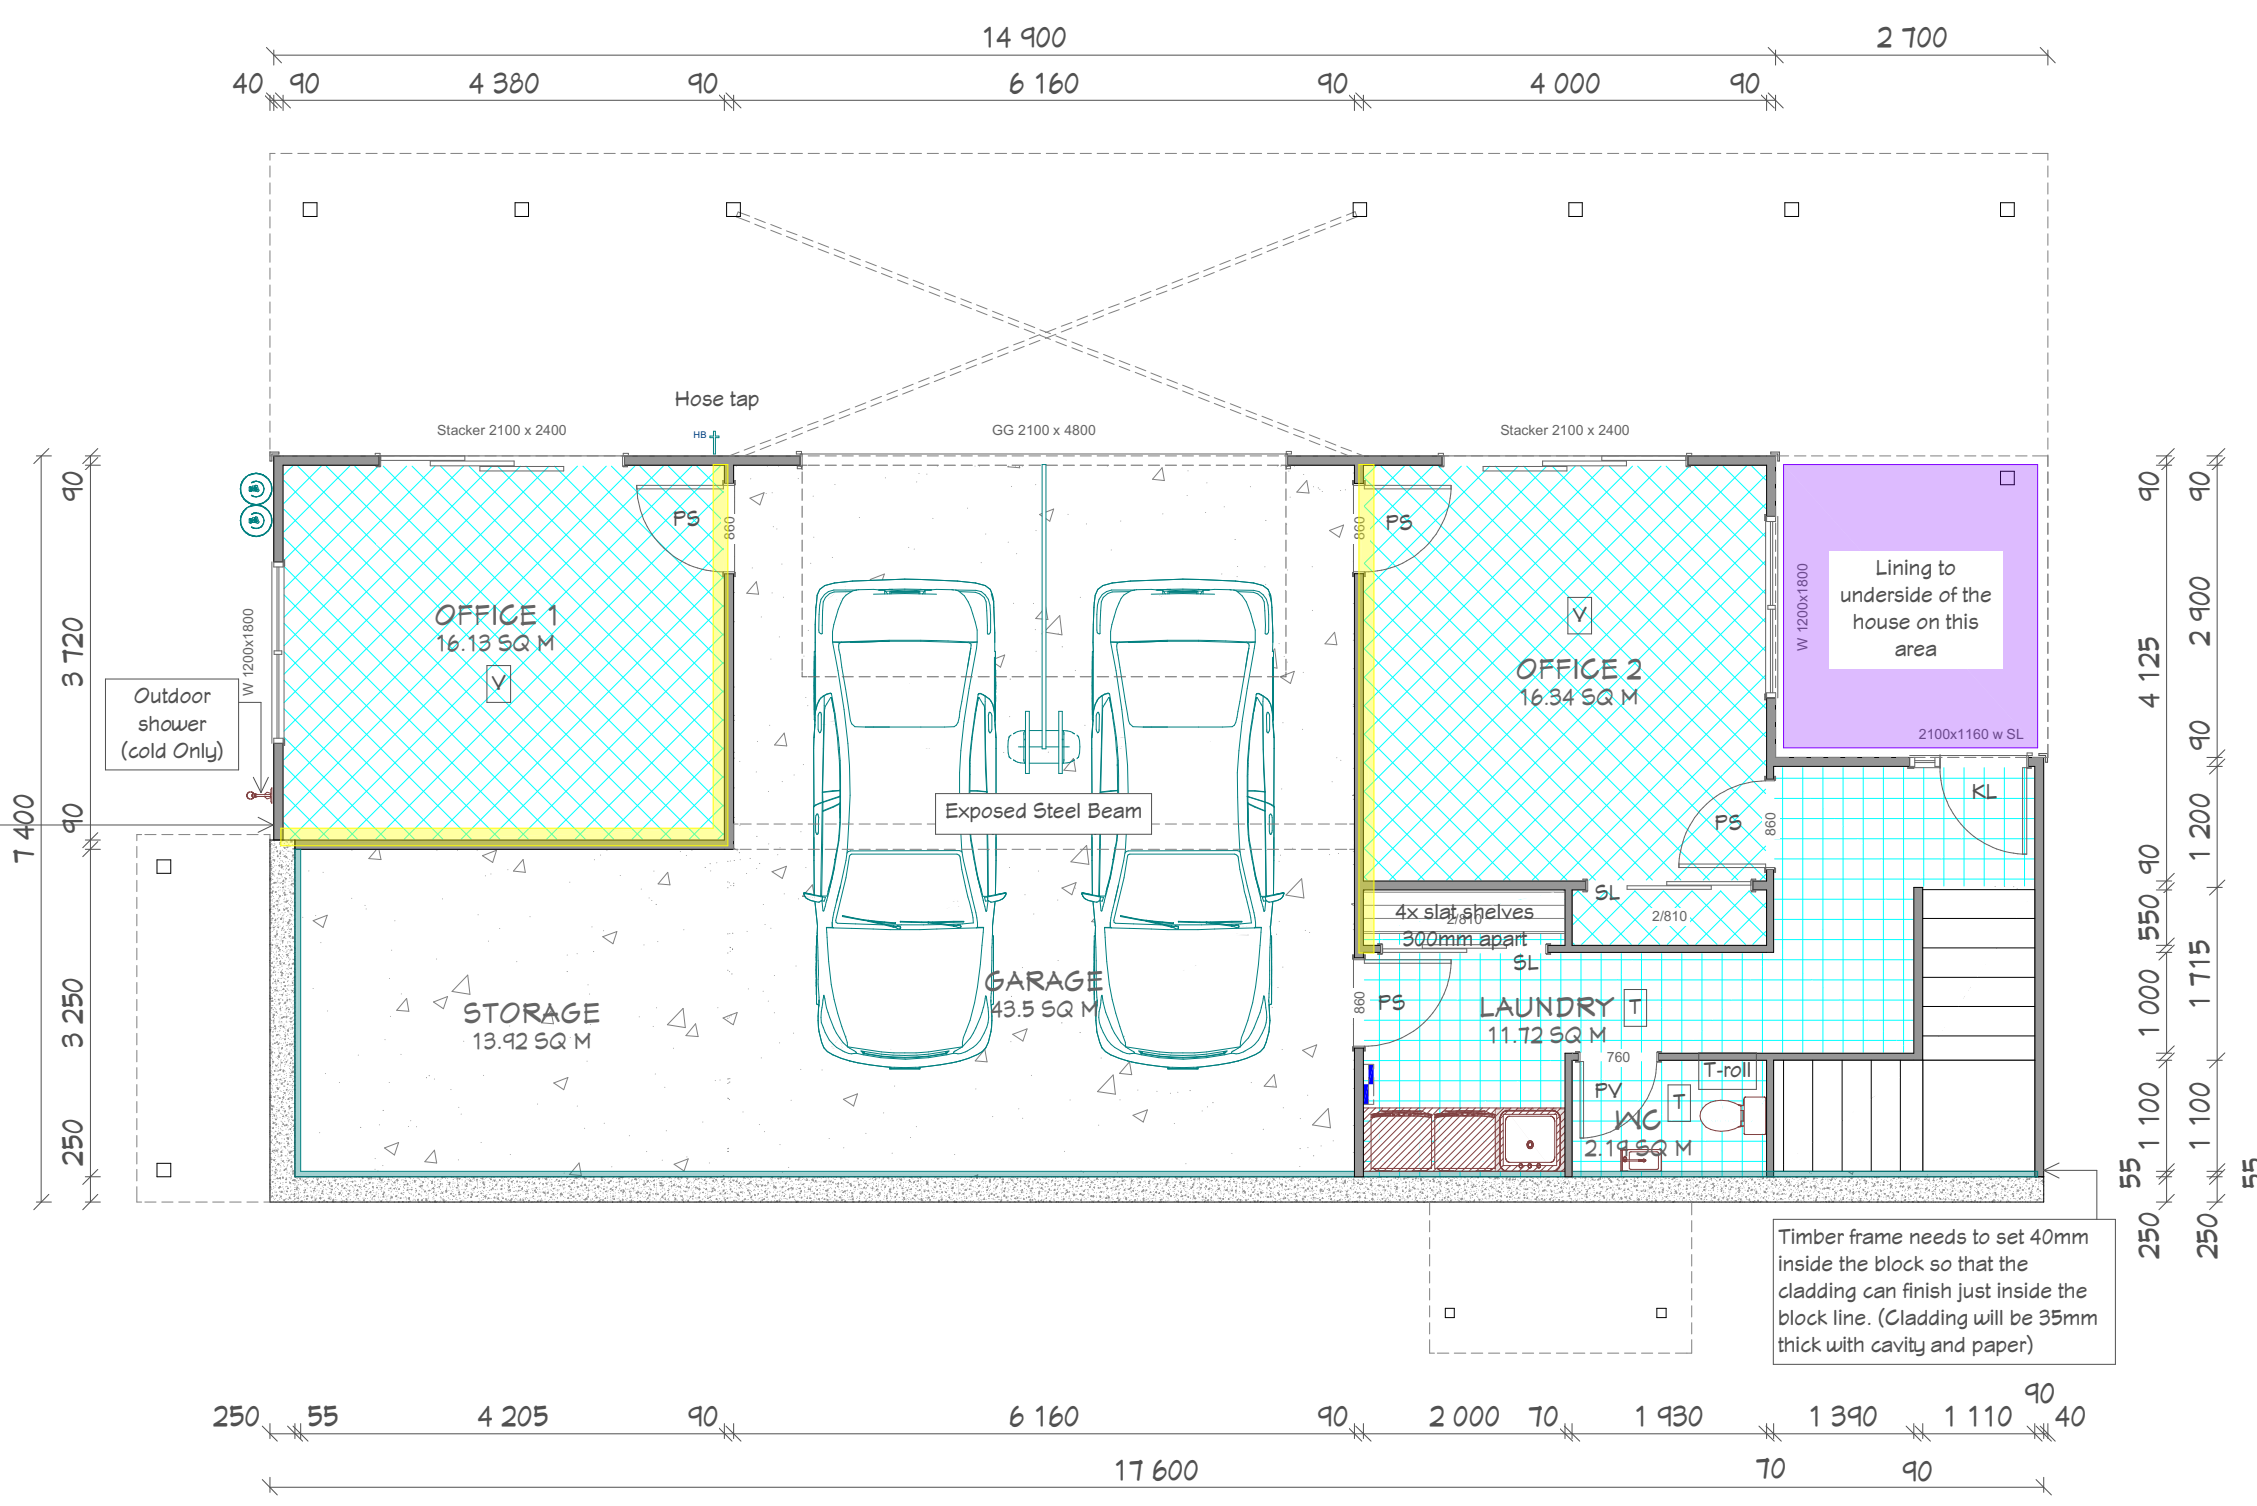 14 900
2 700
40 90 4 380 90 6 160 90 4 000 90
Hose tap
HB
Stacker 2100 x 2400
GG 2100 x 4800
Stacker 2100 x 2400
90
3 720
90
3 250
250
7 400
W 1200x1800
Outdoor
shower
(cold Only)
PS
860
OFFICE 1
16.13 SQ M
V
860
PS
V
OFFICE 2
16.34 SQ M
W 1200x1800
Lining to
underside of the
house on this
area
2100x1160 w SL
KL
PS
860
Exposed Steel Beam
SL
2/810
4x slat shelves
2/810
300mm apart
SL
STORAGE
13.92 SQ M
GARAGE
43.5 SQ M
860
PS
LAUNDRY
11.72 SQ M
T
760
T-roll
PV
T
WC
2.19 SQ M
90
4 125
90
550
1 000
1 100
55
250
90
2 900
90
1 200
1 715
1 100
55
250
Timber frame needs to set 40mm
inside the block so that the
cladding can finish just inside the
block line. (Cladding will be 35mm
thick with cavity and paper)
250 55 4 205 90 6 160 90 2 000 70 1 930 1 390 1 110 90 40
17 600
70
90